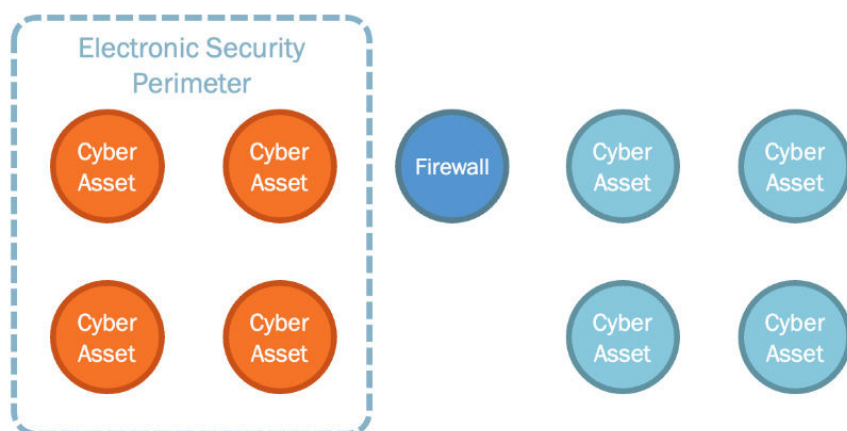 Electronic Security
Perimeter
Cyber
Asset
Cyber
Asset
Firewall
Cyber
Asset
Cyber
Asset
Cyber
Asset
Cyber
Asset
Cyber
Asset
Cyber
Asset